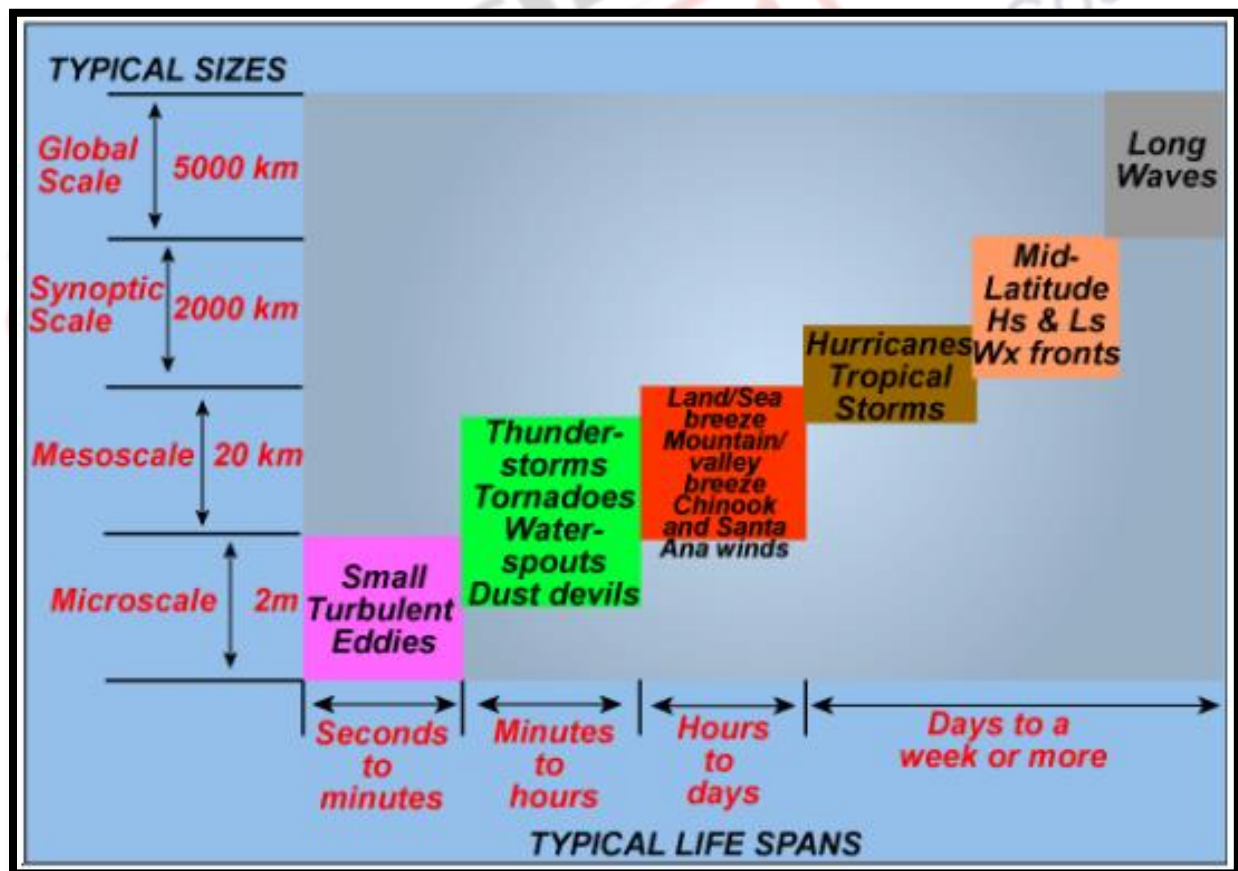 TYPICAL SIZES
Global
Scale
5000 km
Synoptic
Scale
2000 km
Mesoscale
20 km
Microscale
2m
Small
Turbulent
Eddies
Thunder-
storms
Tornadoes
Water-
spouts
Dust devils
Land/Sea
breeze
Mountain/
valley
breeze
Chinook
and Santa
Ana winds
Hurricanes
Tropical
Storms
Mid-
Latitude
Hs & Ls
Wx fronts
Long
Waves
Seconds
to
minutes
Minutes
to
hours
Hours
to
days
Days to a
week or more
TYPICAL LIFE SPANS